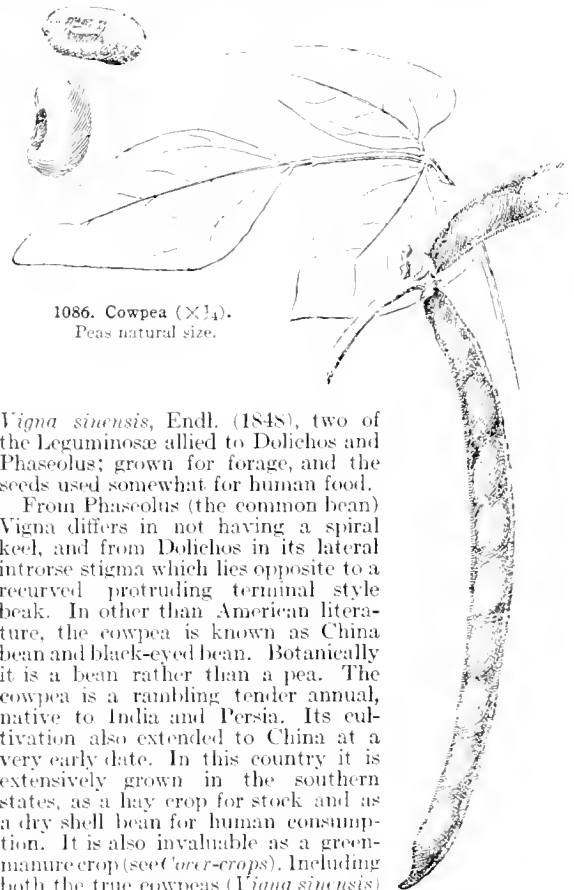 1086. Cowpea (×¼).
Peas natural size.
Vigna sinensis, Endl. (1848), two of
the Leguminosæ allied to Dolichos and
Phaseolus; grown for forage, and the
seeds used somewhat for human food.
From Phaseolus (the common bean)
Vigna differs in not having a spiral
keel, and from Dolichos in its lateral
introrse stigma which lies opposite to a
recurved protruding terminal style
beak. In other than American litera-
ture, the cowpea is known as China
bean and black-eyed bean. Botanically
it is a bean rather than a pea. The
cowpea is a rambling tender annual,
native to India and Persia. Its cul-
tivation also extended to China at a
very early date. In this country it is
extensively grown in the southern
states, as a hay crop for stock and as
a dry shell bean for human consump-
tion. It is also invaluable as a green-
manure crop (see Cover-crops). Including
both the true cowpeas (Vigna sinensis)